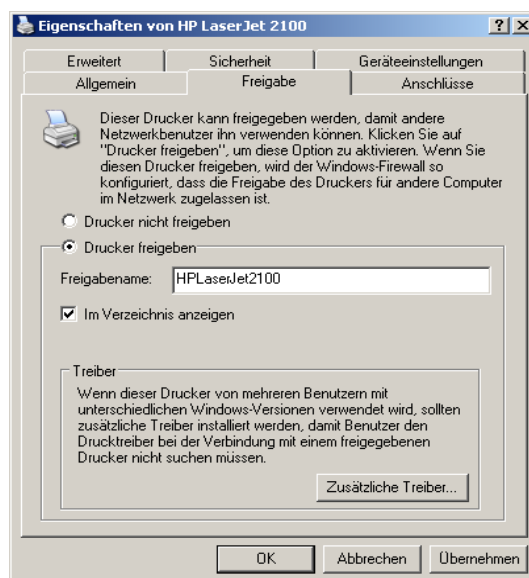 Eigenschaften von HP LaserJet 2100
Erweitert Sicherheit Geräteeinstellungen
Allgemein Freigabe Anschlüsse
Dieser Drucker kann freigegeben werden, damit andere
Netzwerkbenutzer ihn verwenden können. Klicken Sie auf
"Drucker freigeben", um diese Option zu aktivieren. Wenn Sie
diesen Drucker freigeben, wird der Windows-Firewall so
konfiguriert, dass die Freigabe des Druckers für andere Computer
im Netzwerk zugelassen ist.
Drucker nicht freigeben
Drucker freigeben
Freigabename: HPLaserJet2100
Im Verzeichnis anzeigen
Treiber
Wenn dieser Drucker von mehreren Benutzern mit
unterschiedlichen Windows-Versionen verwendet wird, sollten
zusätzliche Treiber installiert werden, damit Benutzer den
Drucktreiber bei der Verbindung mit einem freigegebenen
Drucker nicht suchen müssen.
Zusätzliche Treiber...
OK Abbrechen Übernehmen